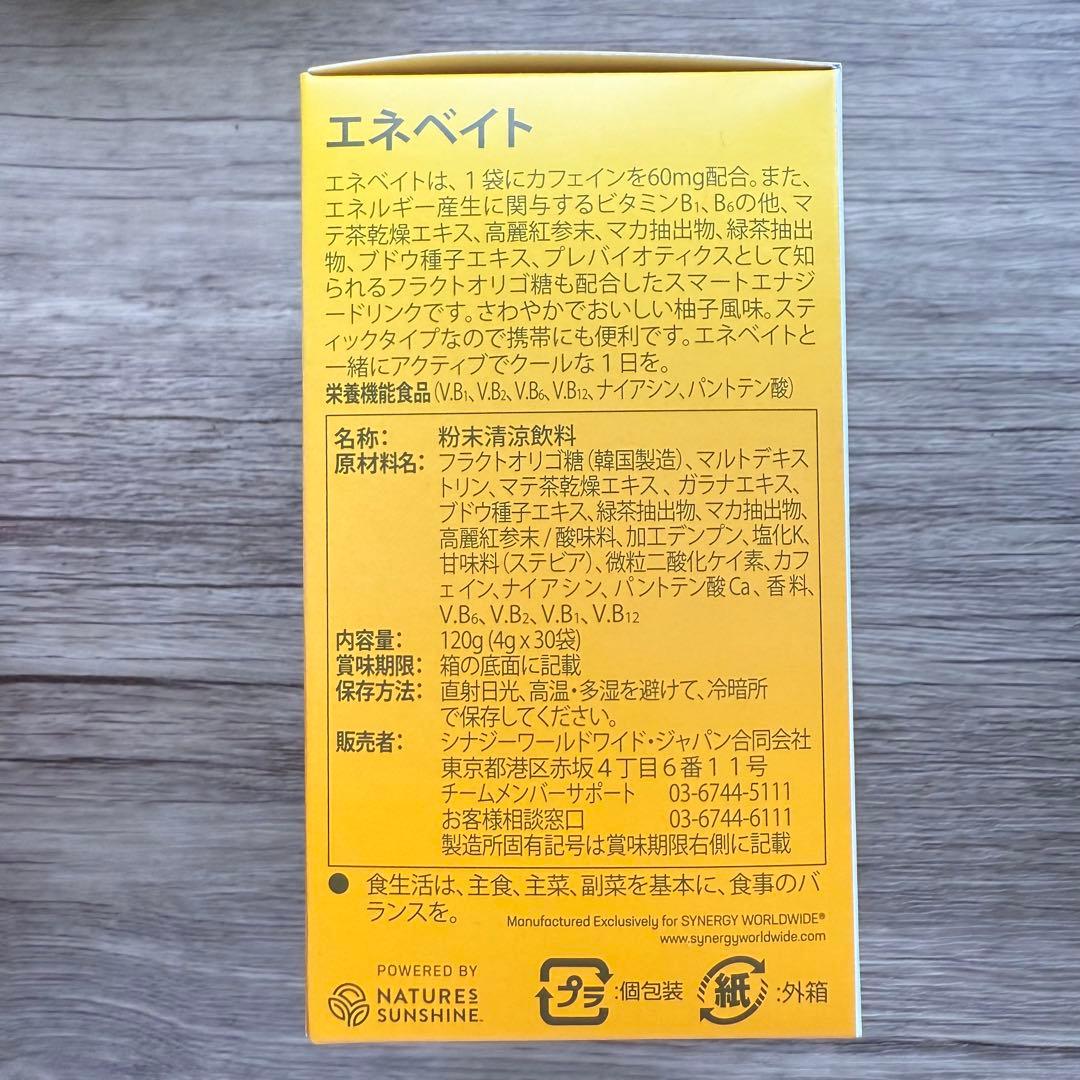 エネベイト
エネベイトは、1袋にカフェインを60mg配合。また、
エネルギー産生に関与するビタミンB₁、B₆の他、マ
テ茶乾燥エキス、高麗紅参末、マカ抽出物、緑茶抽出
物、ブドウ種子エキス、プレバイオティクスとして知
られるフラクトオリゴ糖も配合したスマートエナジ
ードリンクです。さわやかでおいしい柚子風味。ステ
ィックタイプなので携帯にも便利です。エネベイトと
一緒にアクティブでクールな1日を。
栄養機能食品(V.B₁、V.B₂、V.B₆、V.B₁₂、ナイアシン、パントテン酸)
名称: 粉末清涼飲料
原材料名: フラクトオリゴ糖(韓国製造)、マルトデキス
トリン、マテ茶乾燥エキス、ガラナエキス、
ブドウ種子エキス、緑茶抽出物、マカ抽出物、
高麗紅参末/酸味料、加工デンプン、塩化K、
甘味料(ステビア)、微粒二酸化ケイ素、カフ
ェイン、ナイアシン、パントテン酸Ca、香料、
V.B₆、V.B₂、V.B₁、V.B₁₂
内容量: 120g (4g x 30袋)
賞味期限: 箱の底面に記載
保存方法: 直射日光、高温・多湿を避けて、冷暗所
で保存してください。
販売者: シナジーワールドワイド・ジャパン合同会社
東京都港区赤坂4丁目6番11号
チームメンバーサポート 03-6744-5111
お客様相談窓口 03-6744-6111
製造所固有記号は賞味期限右側に記載
● 食生活は、主食、主菜、副菜を基本に、食事のバ
ランスを。
Manufactured Exclusively for SYNERGY WORLDWIDE®
www.synergyworldwide.com
POWERED BY
NATURE'S
SUNSHINE™
プラ :個包装 紙 :外箱